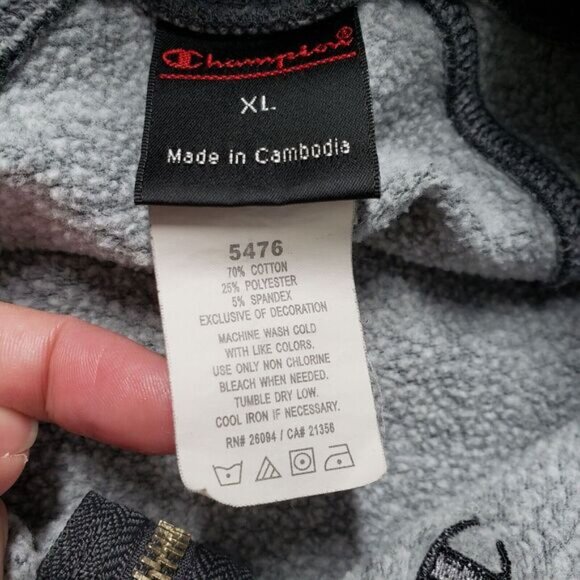 Champion®
XL
Made in Cambodia
5476
70% COTTON
25% POLYESTER
5% SPANDEX
EXCLUSIVE OF DECORATION
MACHINE WASH COLD
WITH LIKE COLORS.
USE ONLY NON CHLORINE
BLEACH WHEN NEEDED.
TUMBLE DRY LOW.
COOL IRON IF NECESSARY.
RN# 26094 / CA# 21356